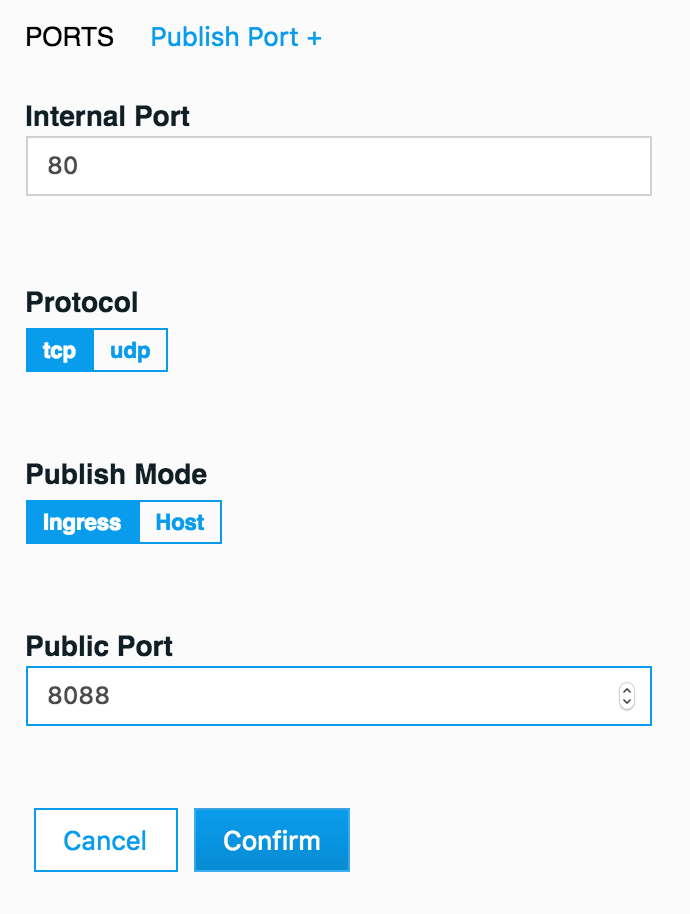 PORTS Publish Port +
Internal Port
80
Protocol
tcp udp
Publish Mode
Ingress Host
Public Port
8088
Cancel Confirm